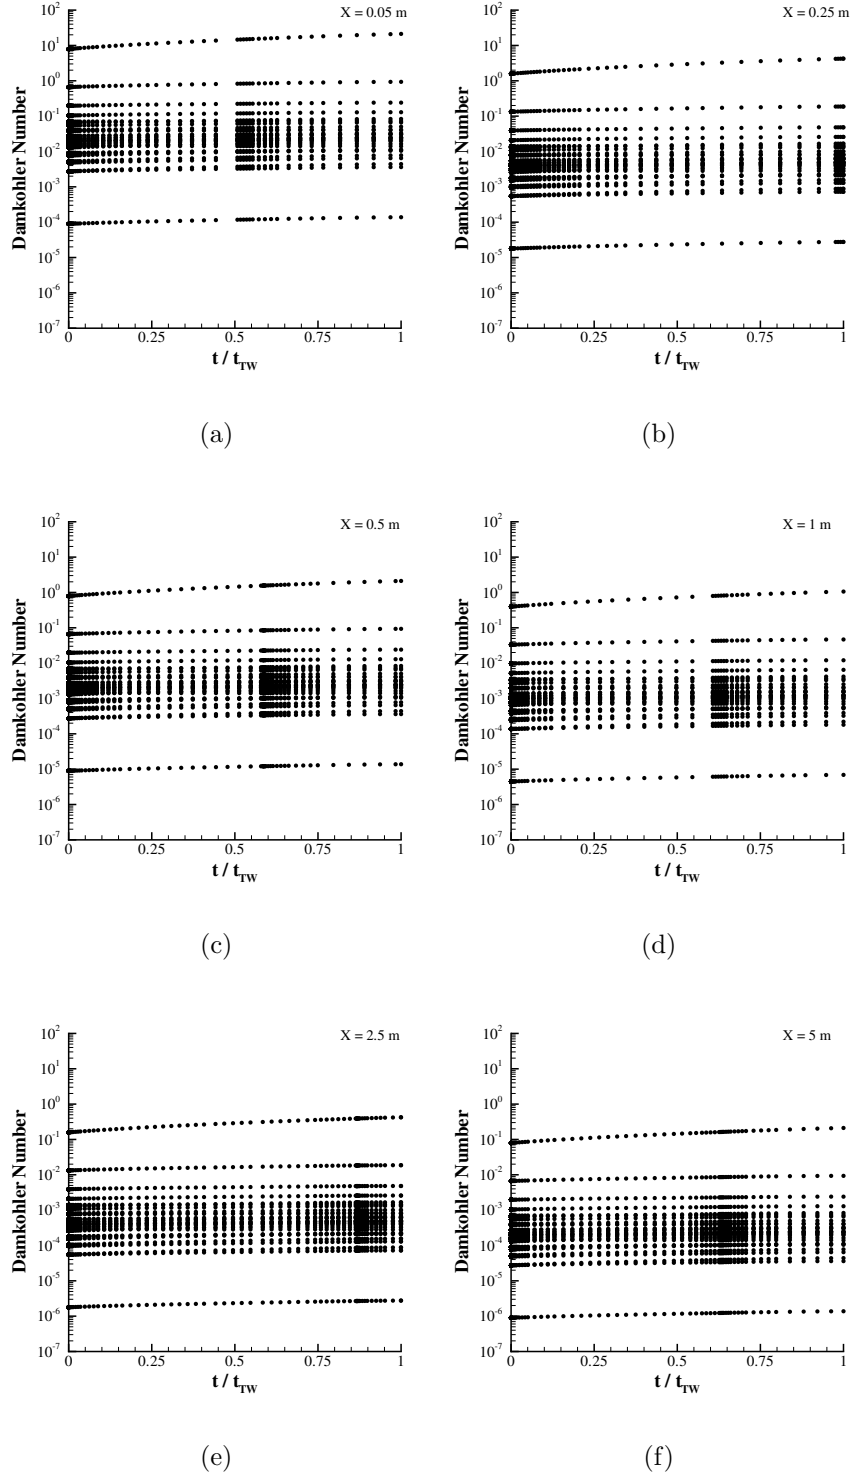 X = 0.05 m
10^2
10^1
10^0
10^-1
10^-2
10^-3
10^-4
10^-5
10^-6
10^-7
Damkohler Number
0 0.25 0.5 0.75 1
t / t_TW
(a)
X = 0.25 m
10^2
10^1
10^0
10^-1
10^-2
10^-3
10^-4
10^-5
10^-6
10^-7
Damkohler Number
0 0.25 0.5 0.75 1
t / t_TW
(b)
X = 0.5 m
10^2
10^1
10^0
10^-1
10^-2
10^-3
10^-4
10^-5
10^-6
10^-7
Damkohler Number
0 0.25 0.5 0.75 1
t / t_TW
(c)
X = 1 m
10^2
10^1
10^0
10^-1
10^-2
10^-3
10^-4
10^-5
10^-6
10^-7
Damkohler Number
0 0.25 0.5 0.75 1
t / t_TW
(d)
X = 2.5 m
10^2
10^1
10^0
10^-1
10^-2
10^-3
10^-4
10^-5
10^-6
10^-7
Damkohler Number
0 0.25 0.5 0.75 1
t / t_TW
(e)
X = 5 m
10^2
10^1
10^0
10^-1
10^-2
10^-3
10^-4
10^-5
10^-6
10^-7
Damkohler Number
0 0.25 0.5 0.75 1
t / t_TW
(f)